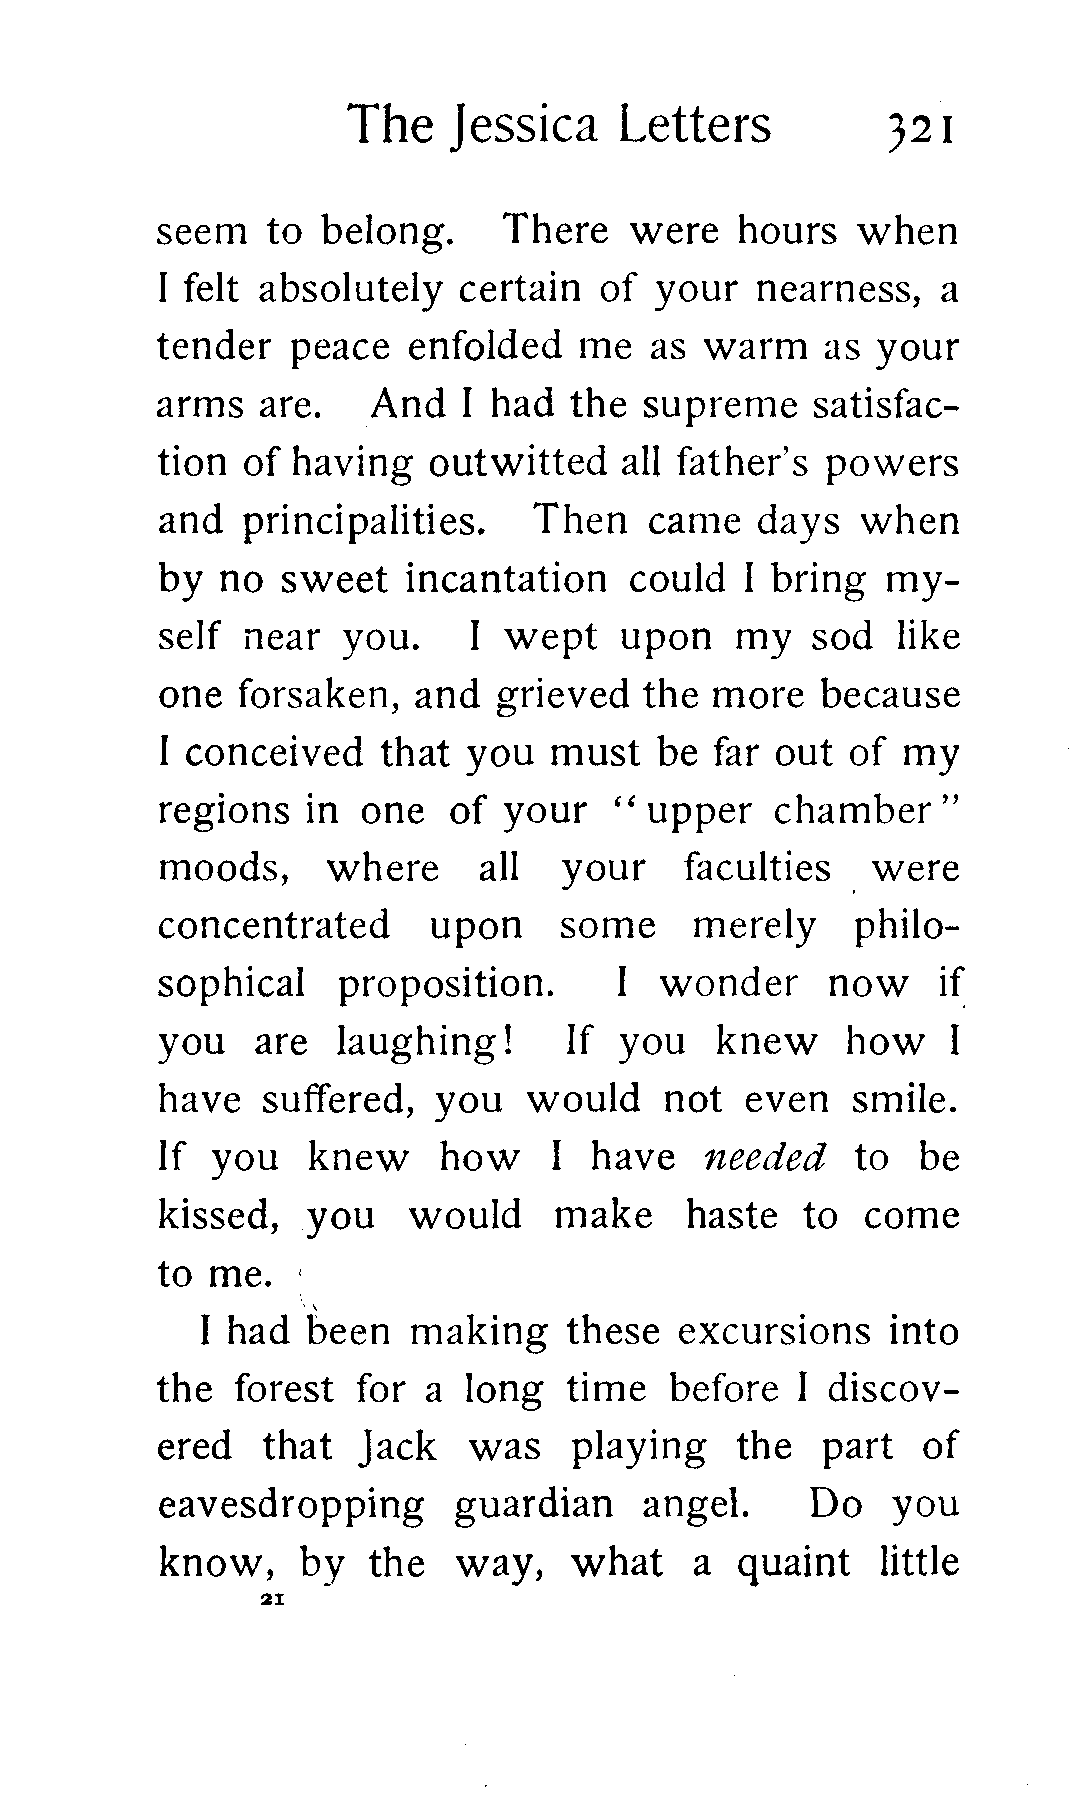 The Jessica Letters 321
seem to belong. There were hours when
I felt absolutely certain of your nearness, a
tender peace enfolded me as warm as your
arms are. And I had the supreme satisfac-
tion of having outwitted all father's powers
and principalities. Then came days when
by no sweet incantation could I bring my-
self near you. I wept upon my sod like
one forsaken, and grieved the more because
I conceived that you must be far out of my
regions in one of your "upper chamber"
moods, where all your faculties were
concentrated upon some merely philo-
sophical proposition. I wonder now if
you are laughing! If you knew how I
have suffered, you would not even smile.
If you knew how I have needed to be
kissed, you would make haste to come
to me.
I had been making these excursions into
the forest for a long time before I discov-
ered that Jack was playing the part of
eavesdropping guardian angel. Do you
know, by the way, what a quaint little
21